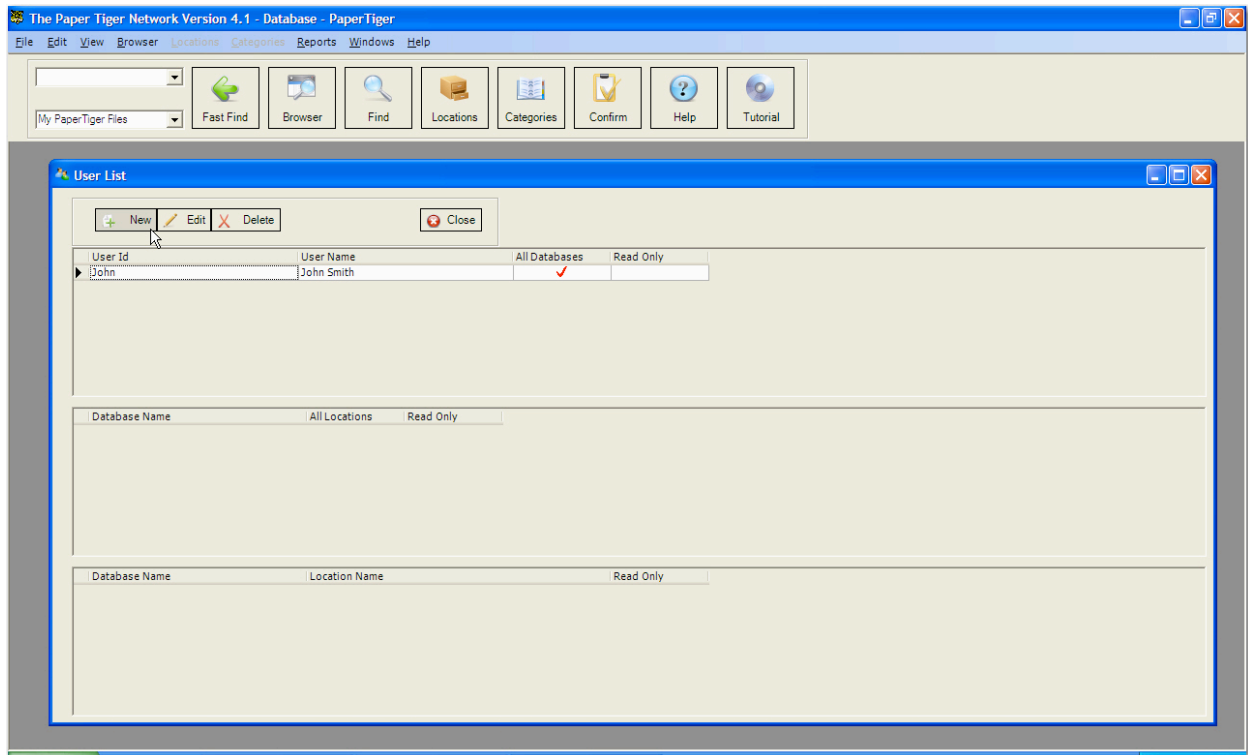 The Paper Tiger Network Version 4.1 - Database - PaperTiger
File Edit View Browser Locations Categories Reports Windows Help
My PaperTiger Files
Fast Find Browser Find Locations Categories Confirm Help Tutorial
User List
New Edit Delete Close
User Id User Name All Databases Read Only
John John Smith
Database Name All Locations Read Only
Database Name Location Name Read Only